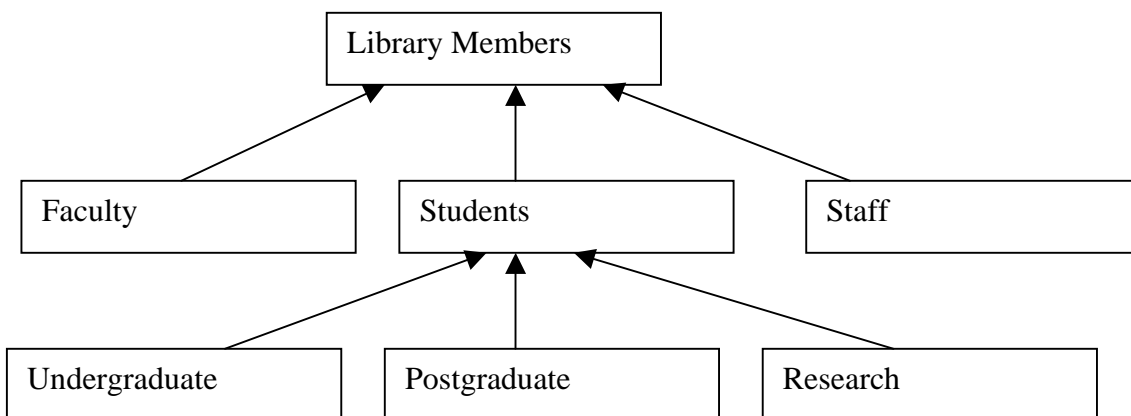 Library Members
Faculty
Students
Staff
Undergraduate
Postgraduate
Research